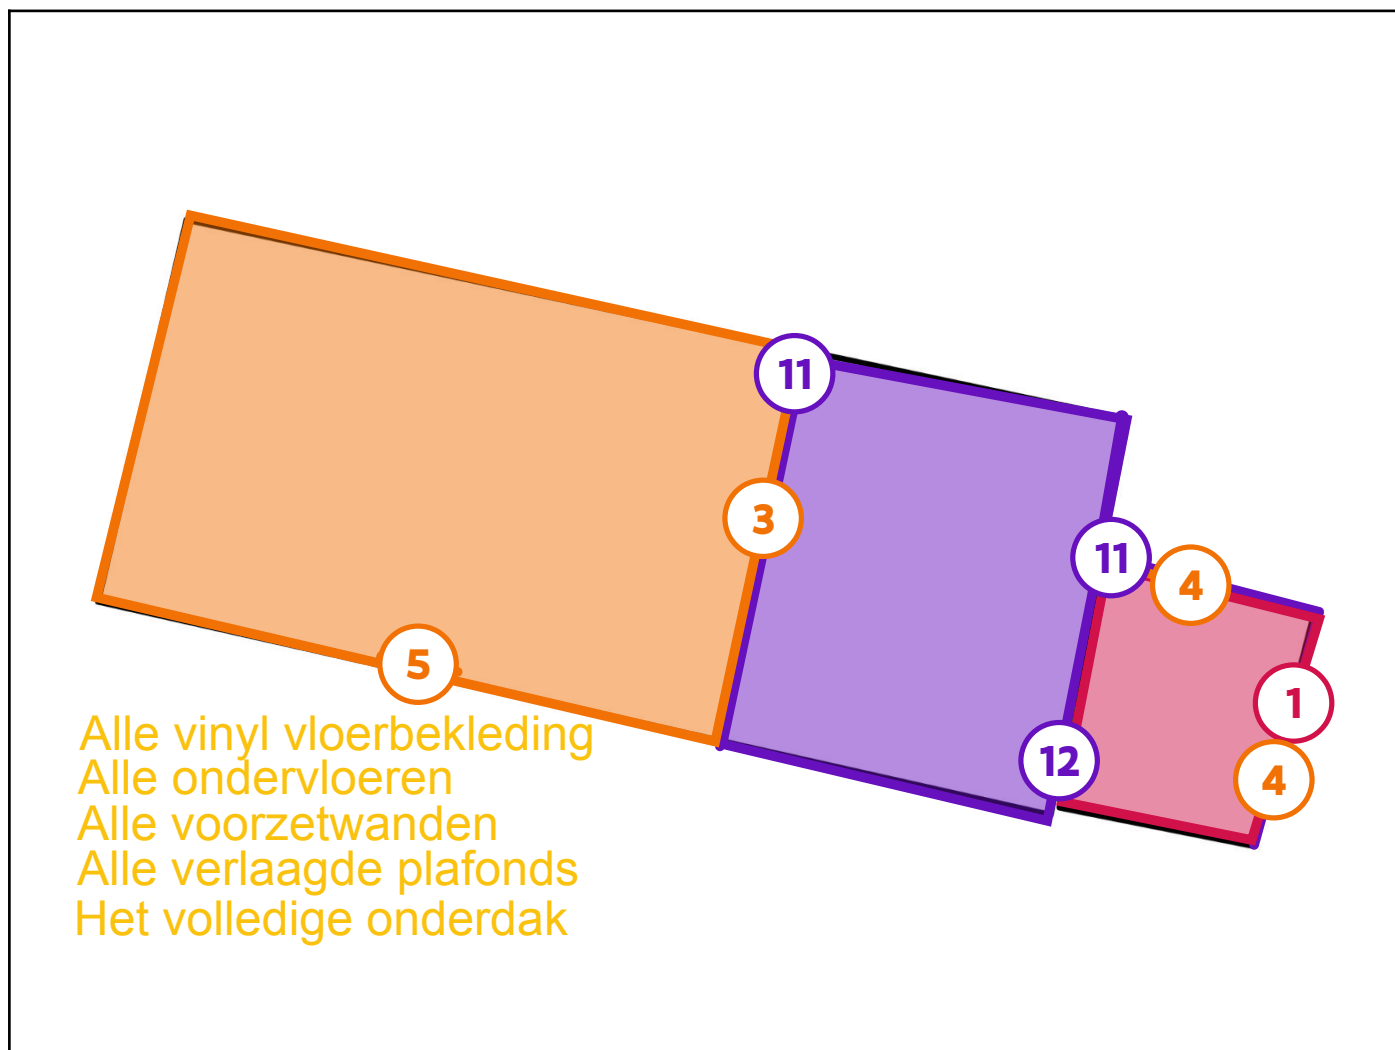 11
3
11
4
5
1
12
4
Alle vinyl vloerbekleding
Alle ondervloeren
Alle voorzetwanden
Alle verlaagde plafonds
Het volledige onderdak